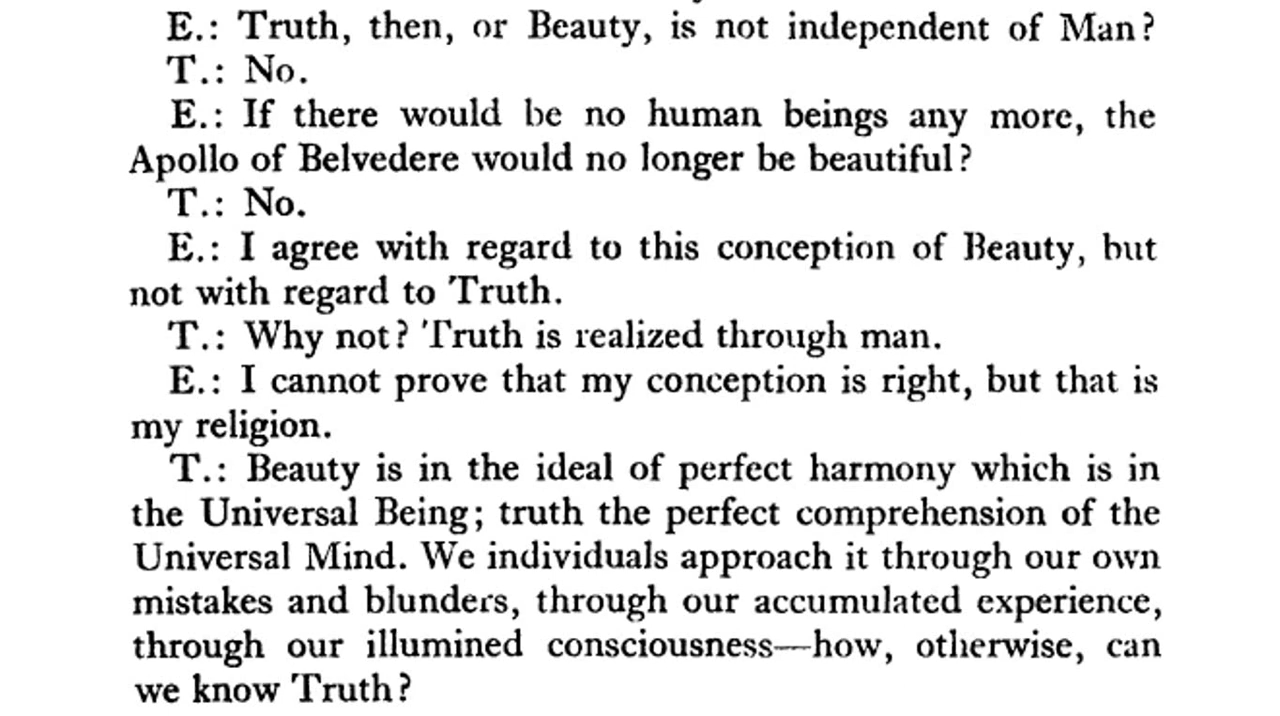 E.: Truth, then, or Beauty, is not independent of Man?
T.: No.
E.: If there would be no human beings any more, the
Apollo of Belvedere would no longer be beautiful?
T.: No.
E.: I agree with regard to this conception of Beauty, but
not with regard to Truth.
T.: Why not? Truth is realized through man.
E.: I cannot prove that my conception is right, but that is
my religion.
T.: Beauty is in the ideal of perfect harmony which is in
the Universal Being; truth the perfect comprehension of the
Universal Mind. We individuals approach it through our own
mistakes and blunders, through our accumulated experience,
through our illumined consciousness—how, otherwise, can
we know Truth?